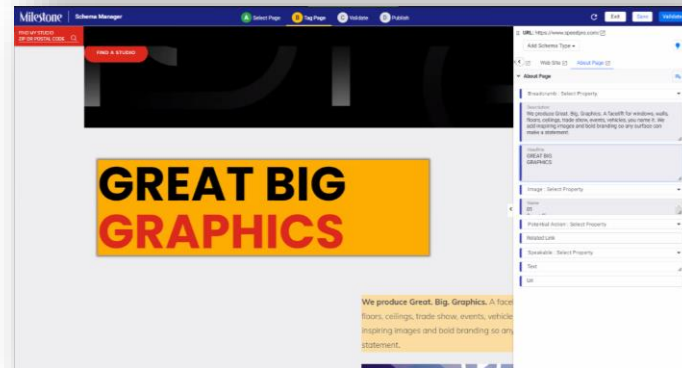 Milestone Schema Manager
A Select Page B Tag Page C Validate D Publish
Exit Save Validate
FIND MY STUDIO
ZIP OR POSTAL CODE
FIND A STUDIO
GREAT BIG
GRAPHICS
We produce Great. Big. Graphics. A facet
floors, ceilings, trade show, events, vehicle
inspiring images and bold branding so any
statement.
URL: https://www.speedpro.com/
Add Schema Type
Web Site About Page
About Page
Breadcrumb : Select Property
Description
We produce Great. Big. Graphics. A facelift for windows, walls,
floors, ceilings, trade show, events, vehicles, you name it. We
add inspiring images and bold branding so any surface can
make a statement.
Headline
GREAT BIG
GRAPHICS
Image : Select Property
Name
Potential Action : Select Property
Related Link
Speakable : Select Property
Text
Url